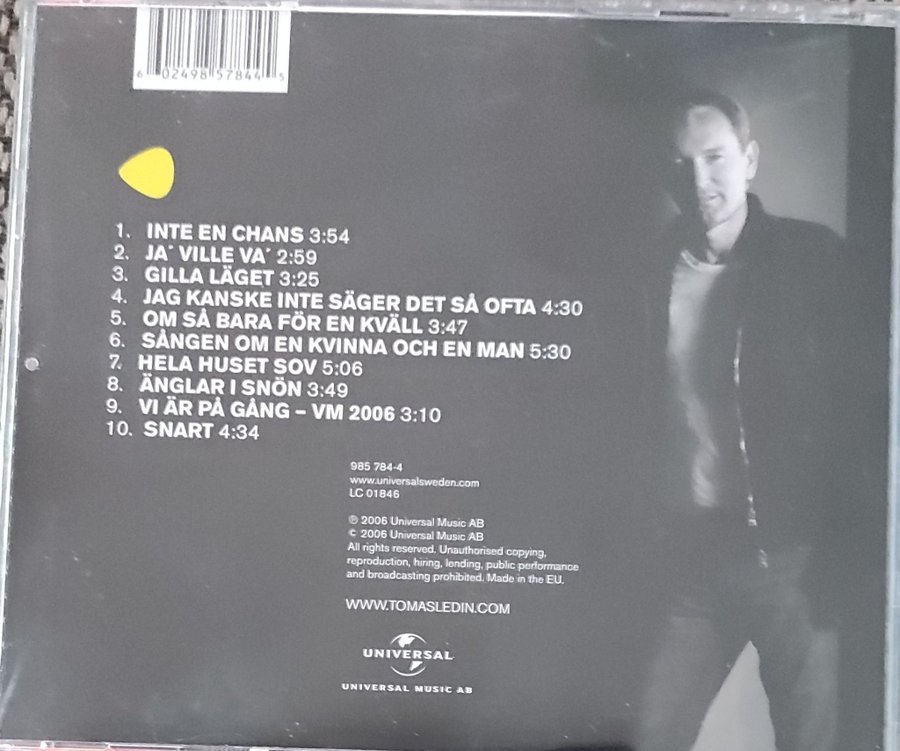 6 02498 57844 5
1. INTE EN CHANS 3:54
2. JA´ VILLE VA´ 2:59
3. GILLA LÄGET 3:25
4. JAG KANSKE INTE SÄGER DET SÅ OFTA 4:30
5. OM SÅ BARA FÖR EN KVÄLL 3:47
6. SÅNGEN OM EN KVINNA OCH EN MAN 5:30
7. HELA HUSET SOV 5:06
8. ÄNGLAR I SNÖN 3:49
9. VI ÄR PÅ GÅNG – VM 2006 3:10
10. SNART 4:34
985 784-4
www.universalsweden.com
LC 01846
℗ 2006 Universal Music AB
© 2006 Universal Music AB
All rights reserved. Unauthorised copying,
reproduction, hiring, lending, public performance
and broadcasting prohibited. Made in the EU.
WWW.TOMASLEDIN.COM
UNIVERSAL
UNIVERSAL MUSIC AB